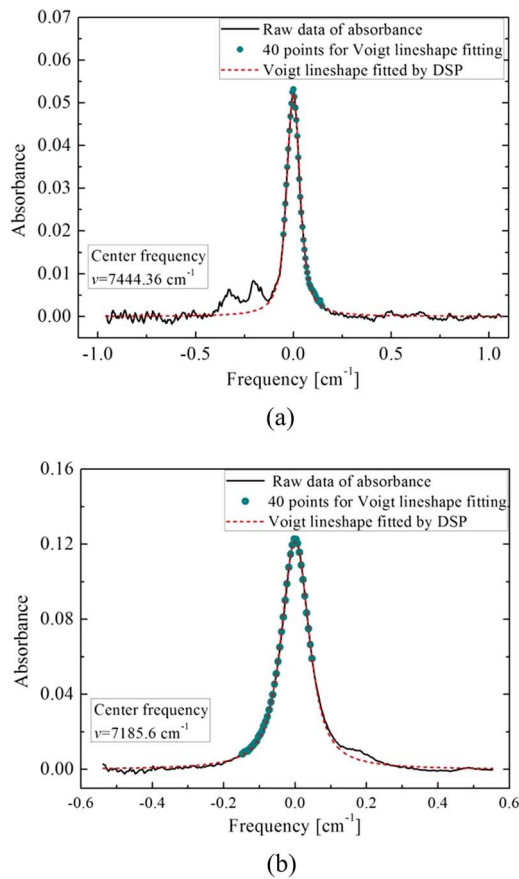 0.07
0.06
0.05
0.04
0.03
0.02
0.01
0.00
Absorbance
Raw data of absorbance
40 points for Voigt lineshape fitting
Voigt lineshape fitted by DSP
Center frequency
v=7444.36 cm⁻¹
-1.0 -0.5 0.0 0.5 1.0
Frequency [cm⁻¹]
(a)
0.16
0.12
0.08
0.04
0.00
Absorbance
Raw data of absorbance
40 points for Voigt lineshape fitting.
Voigt lineshape fitted by DSP
Center frequency
v=7185.6 cm⁻¹
-0.6 -0.4 -0.2 0.0 0.2 0.4 0.6
Frequency [cm⁻¹]
(b)